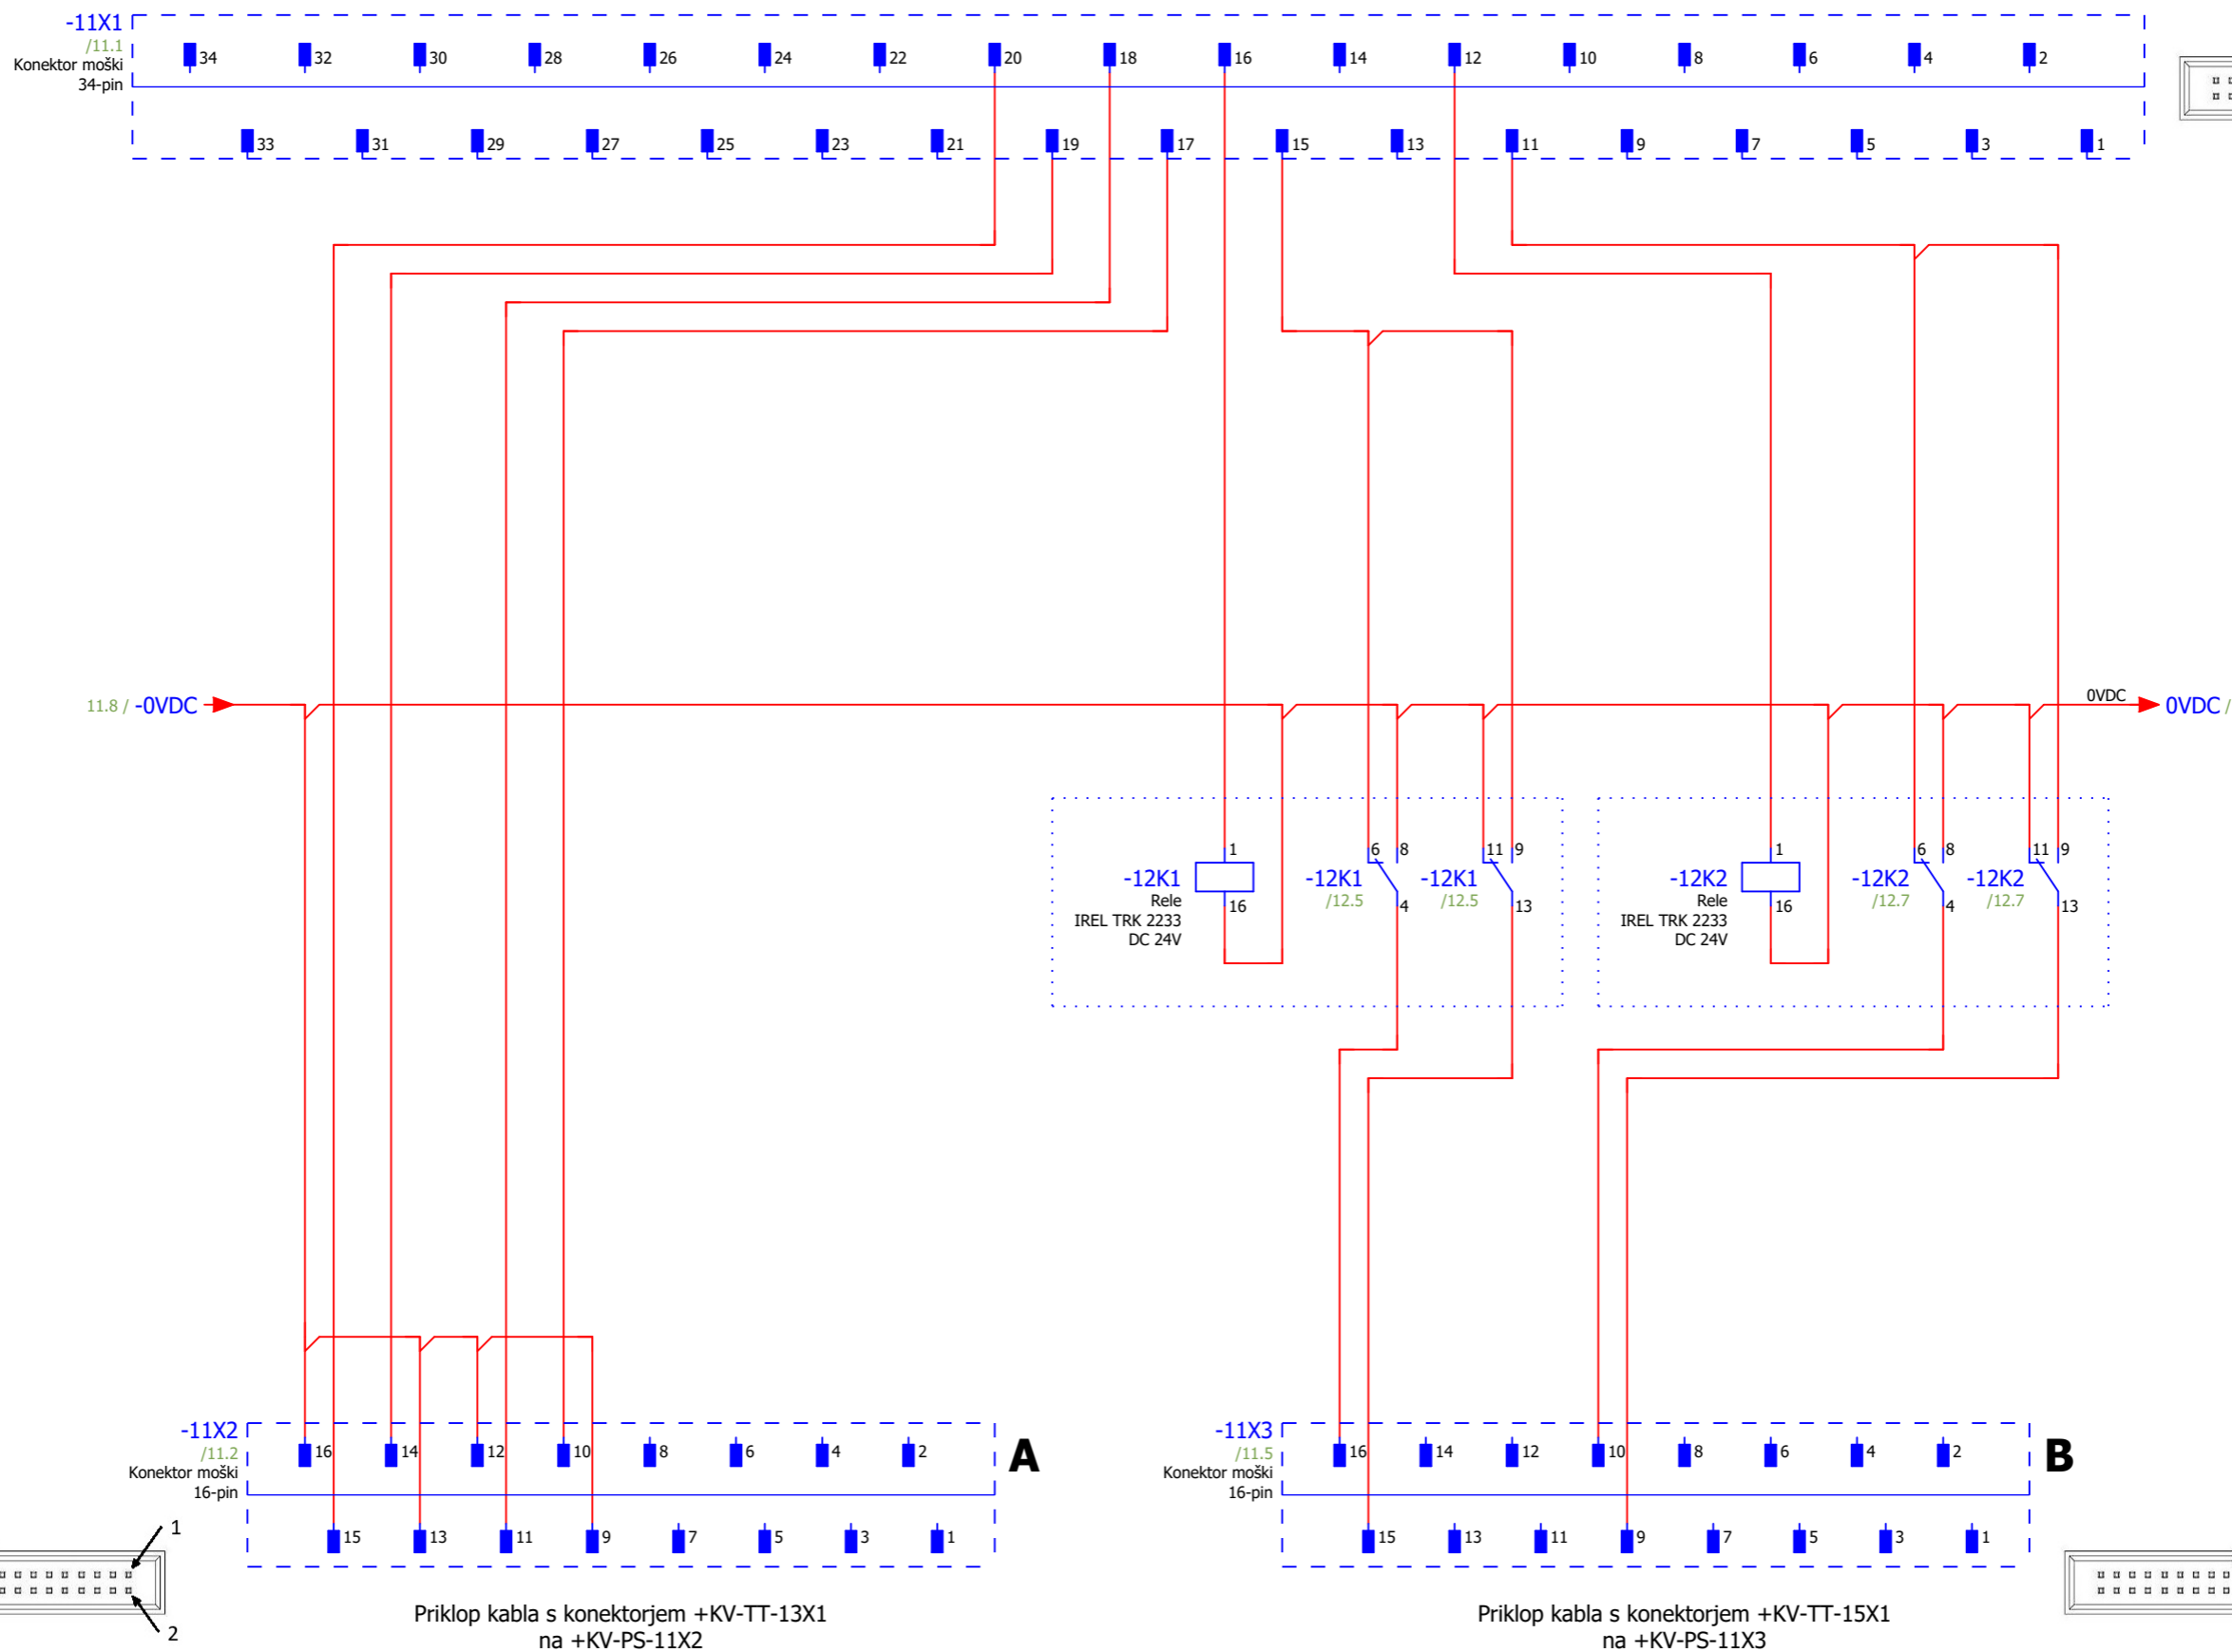 -11X1
/11.1
Konektor moški
34-pin
34 32 30 28 26 24 22 20 18 16 14 12 10 8 6 4 2
33 31 29 27 25 23 21 19 17 15 13 11 9 7 5 3 1
11.8 / -0VDC
0VDC
0VDC /
1 6 8 11 9 1 6 8 11 9
-12K1
Rele
IREL TRK 2233
DC 24V
16
-12K1
/12.5
4
-12K1
/12.5
13
-12K2
Rele
IREL TRK 2233
DC 24V
16
-12K2
/12.7
4
-12K2
/12.7
13
-11X2
/11.2
Konektor moški
16-pin
16 14 12 10 8 6 4 2
A
15 13 11 9 7 5 3 1
-11X3
/11.5
Konektor moški
16-pin
16 14 12 10 8 6 4 2
B
15 13 11 9 7 5 3 1
1
2
Priklop kabla s konektorjem +KV-TT-13X1
na +KV-PS-11X2
Priklop kabla s konektorjem +KV-TT-15X1
na +KV-PS-11X3